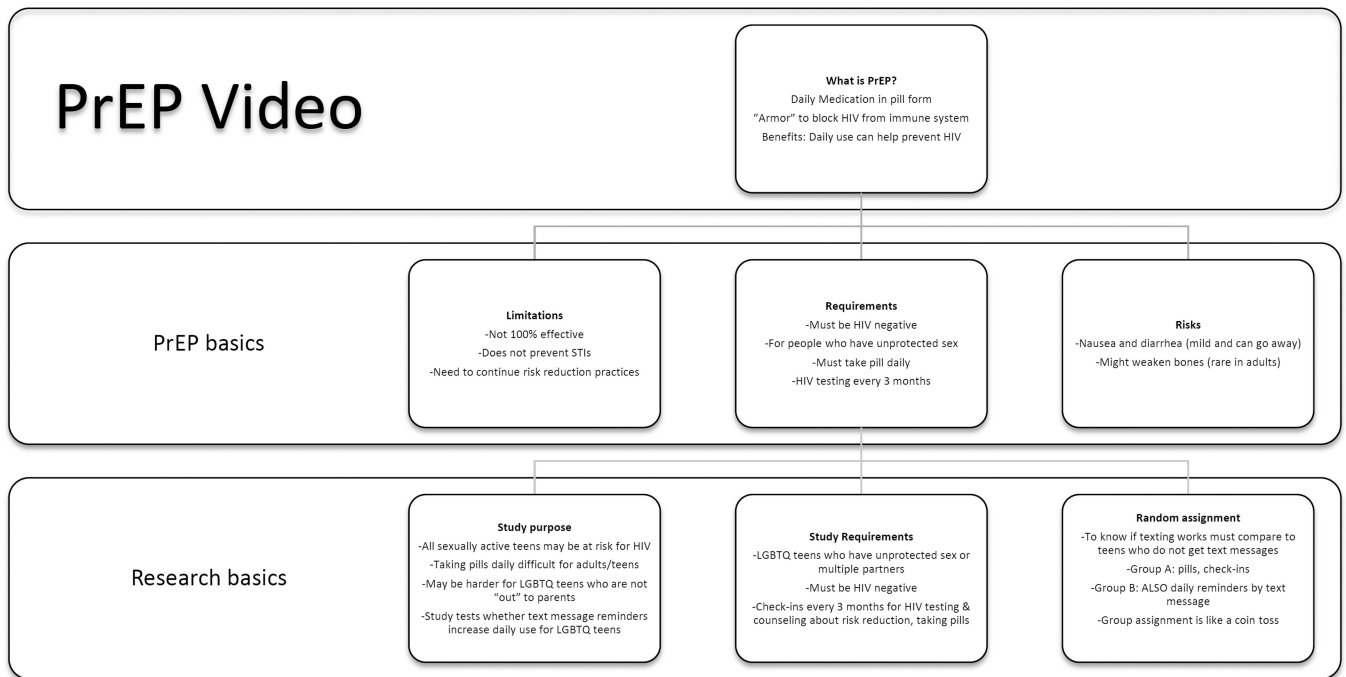 PrEP Video
What is PrEP?
Daily Medication in pill form
”Armor” to block HIV from immune system
Benefits: Daily use can help prevent HIV
PrEP basics
Limitations
-Not 100% effective
-Does not prevent STIs
-Need to continue risk reduction practices
Requirements
-Must be HIV negative
-For people who have unprotected sex
-Must take pill daily
-HIV testing every 3 months
Risks
-Nausea and diarrhea (mild and can go away)
-Might weaken bones (rare in adults)
Research basics
Study purpose
-All sexually active teens may be at risk for HIV
-Taking pills daily difficult for adults/teens
-May be harder for LGBTQ teens who are not
“out” to parents
-Study tests whether text message reminders
increase daily use for LGBTQ teens
Study Requirements
-LGBTQ teens who have unprotected sex or
multiple partners
-Must be HIV negative
-Check-ins every 3 months for HIV testing &
counseling about risk reduction, taking pills
Random assignment
-To know if texting works must compare to
teens who do not get text messages
-Group A: pills, check-ins
-Group B: ALSO daily reminders by text
message
-Group assignment is like a coin toss